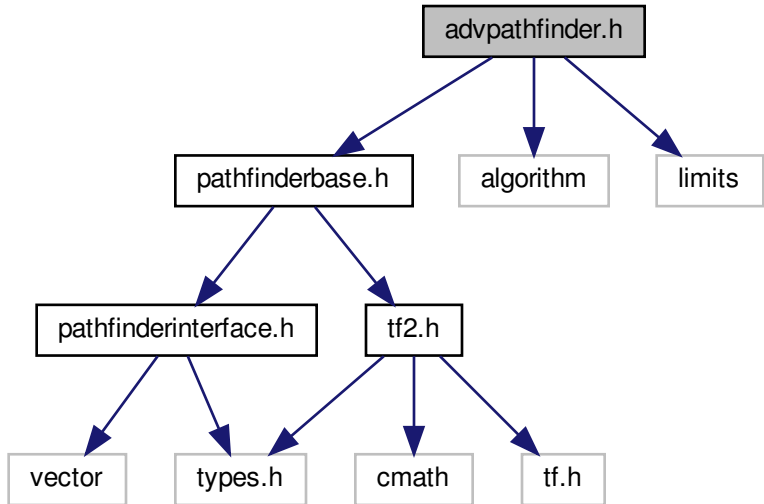 advpathfinder.h
pathfinderbase.h
algorithm
limits
pathfinderinterface.h
tf2.h
vector
types.h
cmath
tf.h